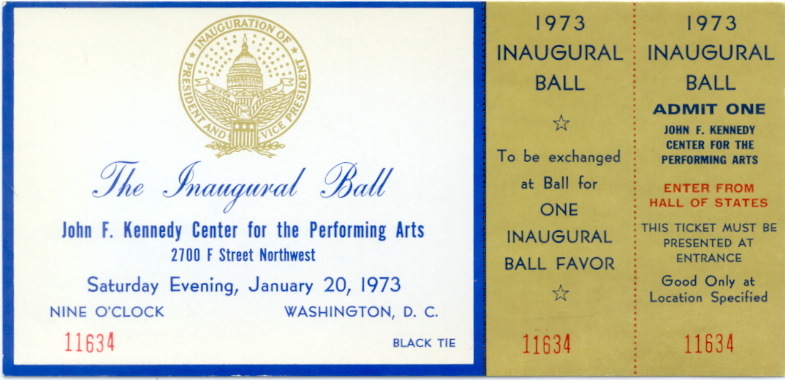 INAUGURATION OF
PRESIDENT AND VICE PRESIDENT
The Inaugural Ball
John F. Kennedy Center for the Performing Arts
2700 F Street Northwest
Saturday Evening, January 20, 1973
NINE O'CLOCK
WASHINGTON, D. C.
11634
BLACK TIE
1973
INAUGURAL
BALL
To be exchanged
at Ball for
ONE
INAUGURAL
BALL FAVOR
11634
1973
INAUGURAL
BALL
ADMIT ONE
JOHN F. KENNEDY
CENTER FOR THE
PERFORMING ARTS
ENTER FROM
HALL OF STATES
THIS TICKET MUST BE
PRESENTED AT
ENTRANCE
Good Only at
Location Specified
11634